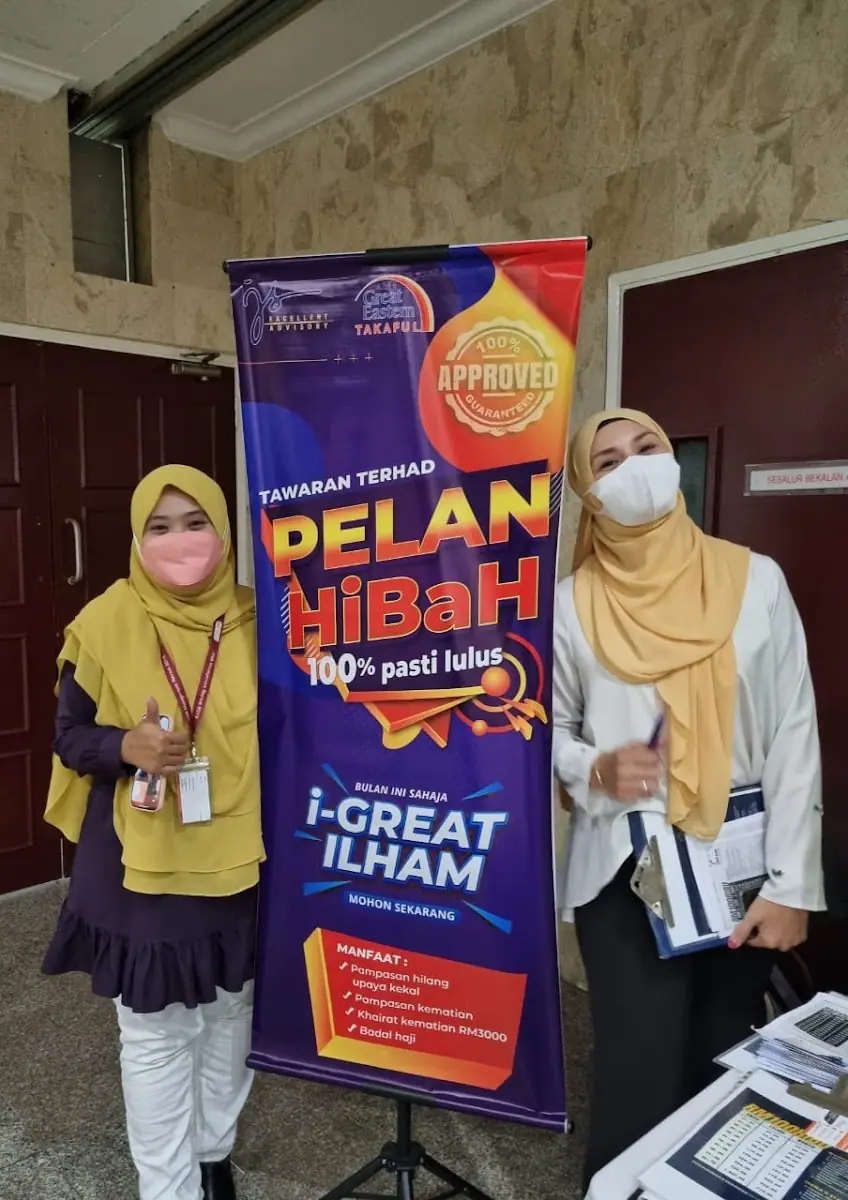 js
EXCELLENT
ADVISORY
Great
Eastern
TAKAFUL
100%
APPROVED
GUARANTEED
TAWARAN TERHAD
PELAN
HiBaH
100% pasti lulus
BULAN INI SAHAJA
i-GREAT
ILHAM
MOHON SEKARANG
MANFAAT :
Pampasan hilang
upaya kekal
Pampasan kematian
Khairat kematian RM3000
Badal haji
SESALUR BEKALAN